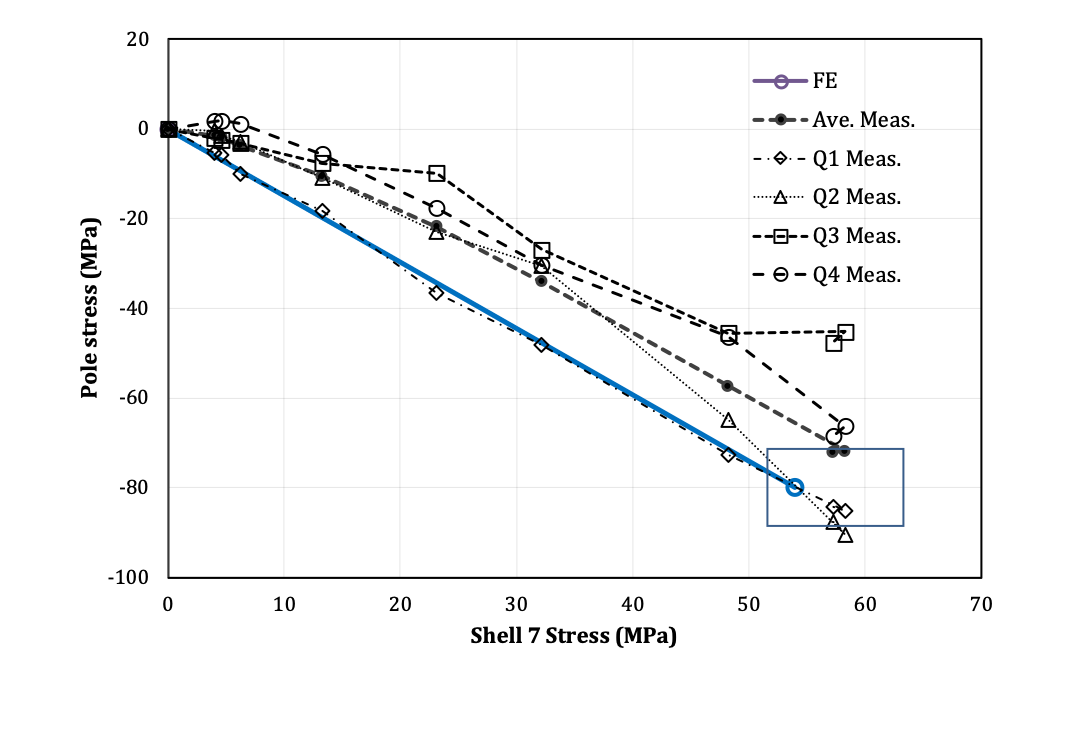 20
0
-20
-40
-60
-80
-100
Pole stress (MPa)
FE
Ave. Meas.
Q1 Meas.
Q2 Meas.
Q3 Meas.
Q4 Meas.
0 10 20 30 40 50 60 70
Shell 7 Stress (MPa)